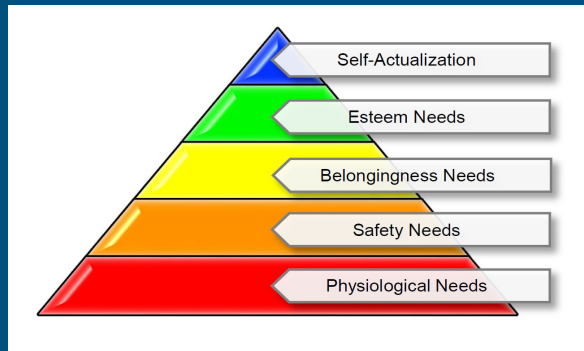 Self-Actualization
Esteem Needs
Belongingness Needs
Safety Needs
Physiological Needs